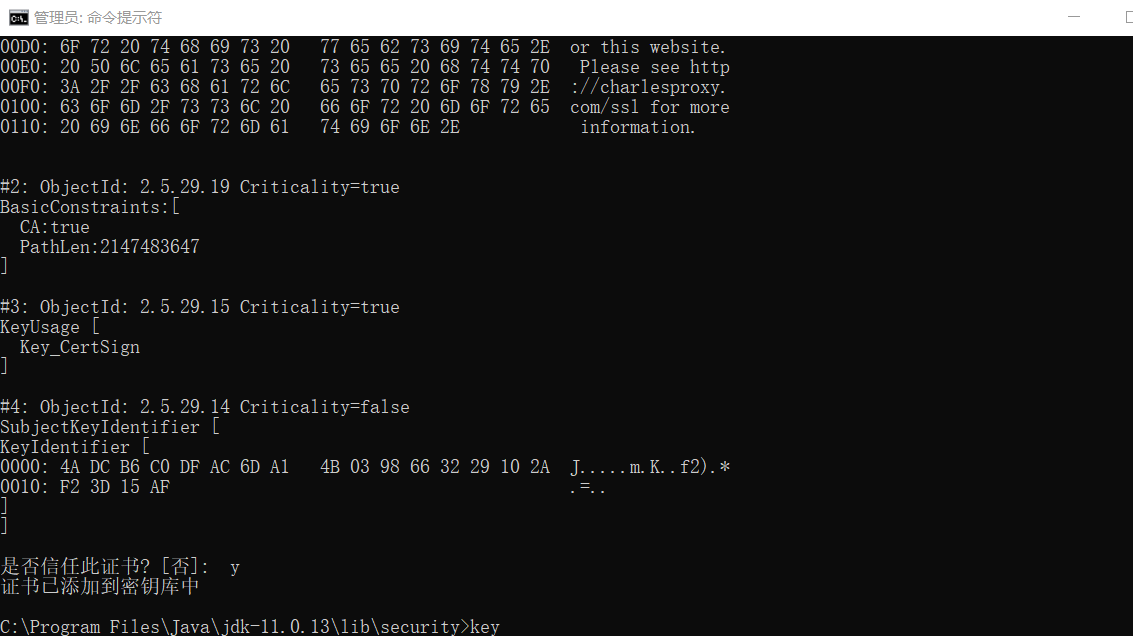 管理员: 命令提示符
00D0: 6F 72 20 74 68 69 73 20   77 65 62 73 69 74 65 2E  or this website.
00E0: 20 50 6C 65 61 73 65 20   73 65 65 20 68 74 74 70   Please see http
00F0: 3A 2F 2F 63 68 61 72 6C   65 73 70 72 6F 78 79 2E  ://charlesproxy.
0100: 63 6F 6D 2F 73 73 6C 20   66 6F 72 20 6D 6F 72 65  com/ssl for more
0110: 20 69 6E 66 6F 72 6D 61   74 69 6F 6E 2E            information.
#2: ObjectId: 2.5.29.19 Criticality=true
BasicConstraints:[
  CA:true
  PathLen:2147483647
]
#3: ObjectId: 2.5.29.15 Criticality=true
KeyUsage [
  Key_CertSign
]
#4: ObjectId: 2.5.29.14 Criticality=false
SubjectKeyIdentifier [
KeyIdentifier [
0000: 4A DC B6 C0 DF AC 6D A1   4B 03 98 66 32 29 10 2A  J.....m.K..f2).*
0010: F2 3D 15 AF                                        .=..
]
]
是否信任此证书? [否]:  y
证书已添加到密钥库中
C:\Program Files\Java\jdk-11.0.13\lib\security>key